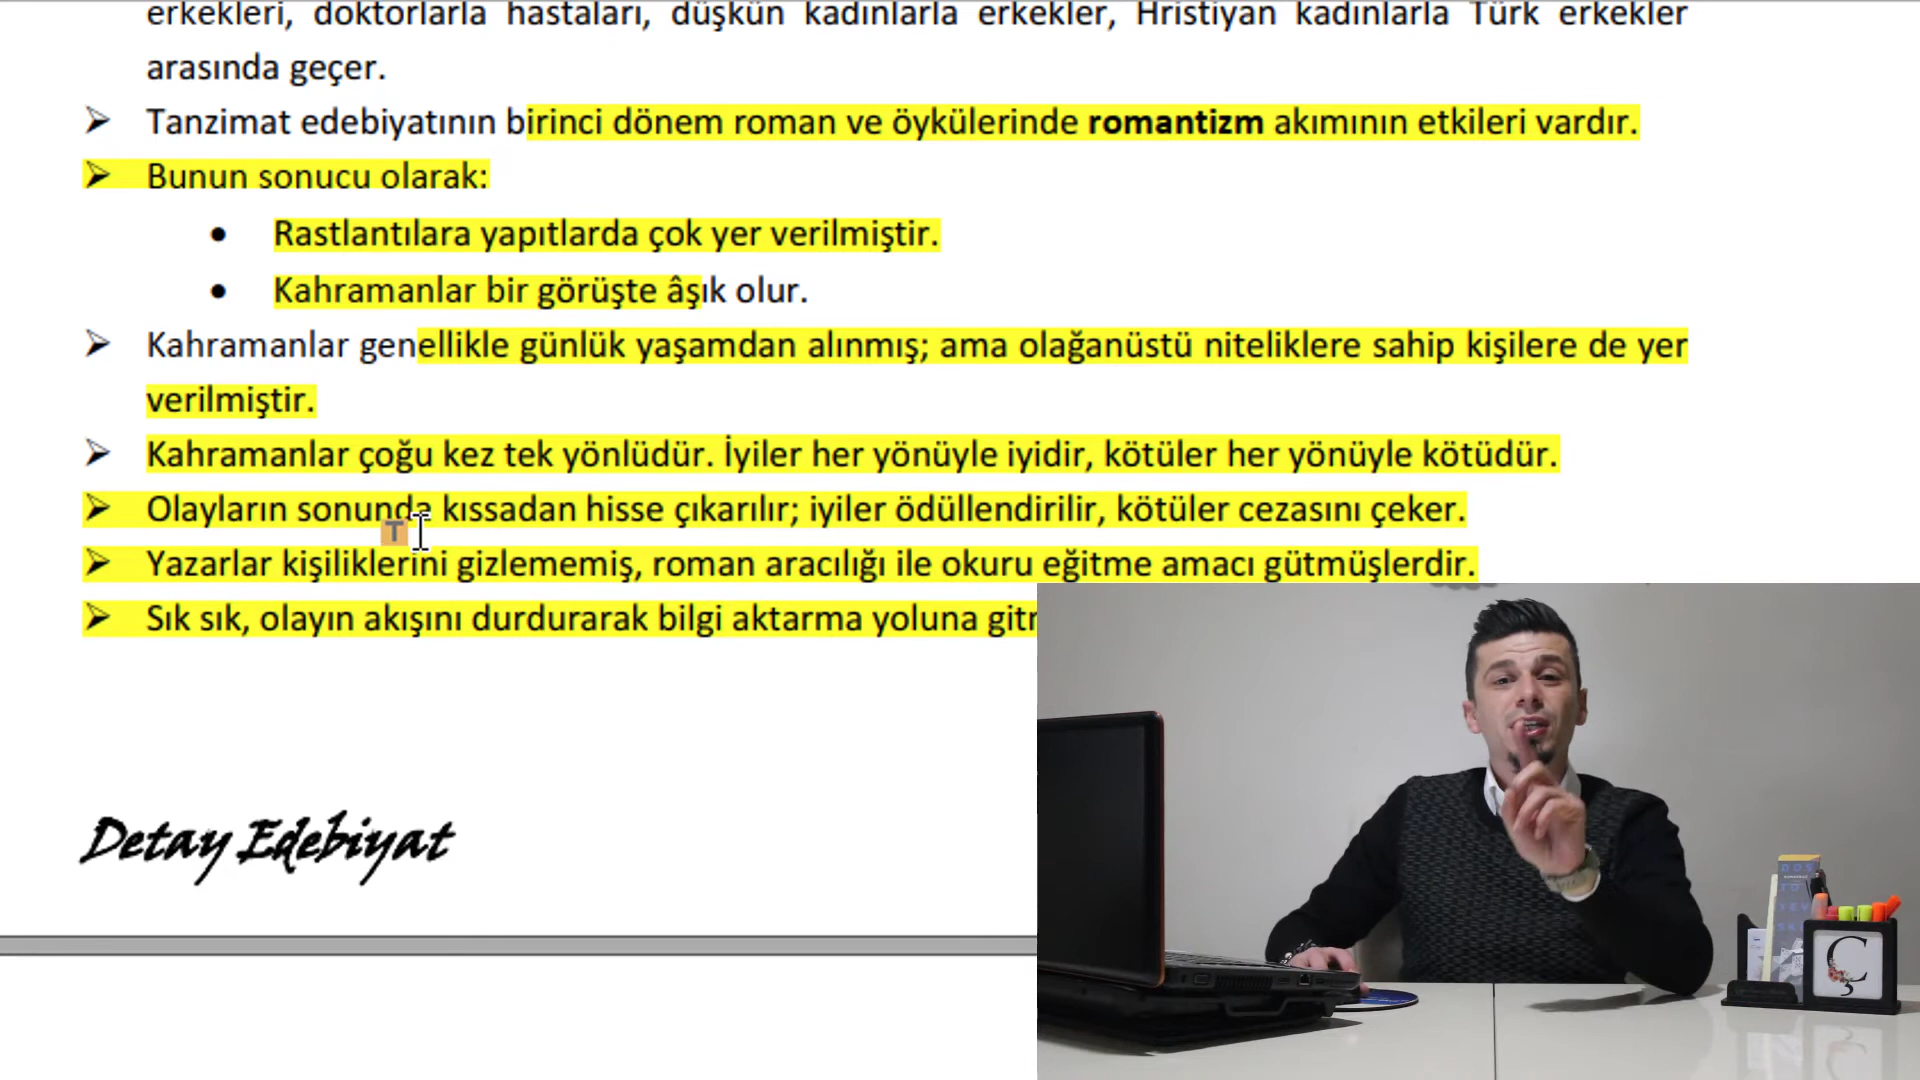 erkekleri, doktorlarla hastaları, düşkün kadınlarla erkekler, Hristiyan kadınlarla Türk erkekler
arasında geçer.
Tanzimat edebiyatının birinci dönem roman ve öykülerinde romantizm akımının etkileri vardır.
Bunun sonucu olarak:
Rastlantılara yapıtlarda çok yer verilmiştir.
Kahramanlar bir görüşte âşık olur.
Kahramanlar genellikle günlük yaşamdan alınmış; ama olağanüstü niteliklere sahip kişilere de yer
verilmiştir.
Kahramanlar çoğu kez tek yönlüdür. İyiler her yönüyle iyidir, kötüler her yönüyle kötüdür.
Olayların sonunda kıssadan hisse çıkarılır; iyiler ödüllendirilir, kötüler cezasını çeker.
T
Yazarlar kişiliklerini gizlememiş, roman aracılığı ile okuru eğitme amacı gütmüşlerdir.
Sık sık, olayın akışını durdurarak bilgi aktarma yoluna
Detay Edebiyat
DOS
TO
YEV
SKİ
Ç